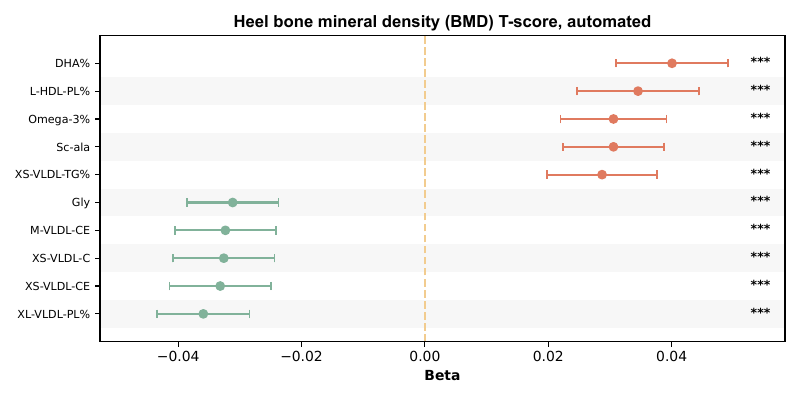 Heel bone mineral density (BMD) T-score, automated
DHA% ***
L-HDL-PL% ***
Omega-3% ***
Sc-ala ***
XS-VLDL-TG% ***
Gly ***
M-VLDL-CE ***
XS-VLDL-C ***
XS-VLDL-CE ***
XL-VLDL-PL% ***
−0.04 −0.02 0.00 0.02 0.04
Beta